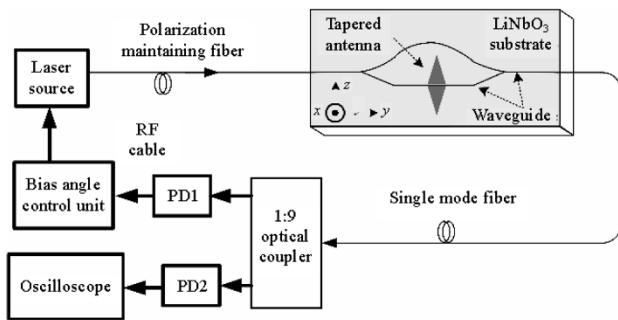 Polarization
maintaining fiber
Tapered
antenna
LiNbO3
substrate
Laser
source
z
x
y
Waveguide
RF
cable
Bias angle
control unit
PD1
1:9
optical
coupler
Single mode fiber
Oscilloscope
PD2